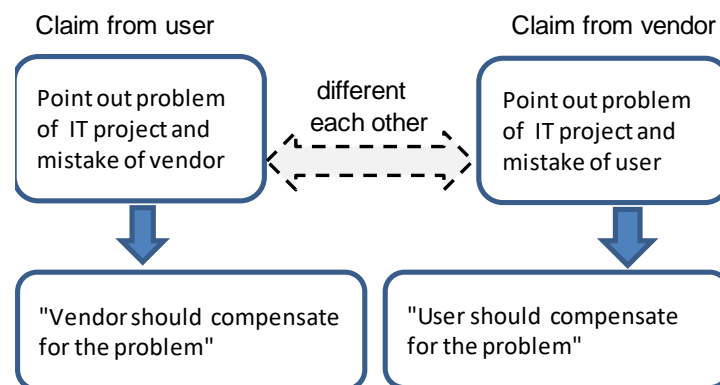 Claim from user
Claim from vendor
Point out problem
of IT project and
mistake of vendor
different
each other
Point out problem
of IT project and
mistake of user
"Vendor should compensate
for the problem"
"User should compensate
for the problem"